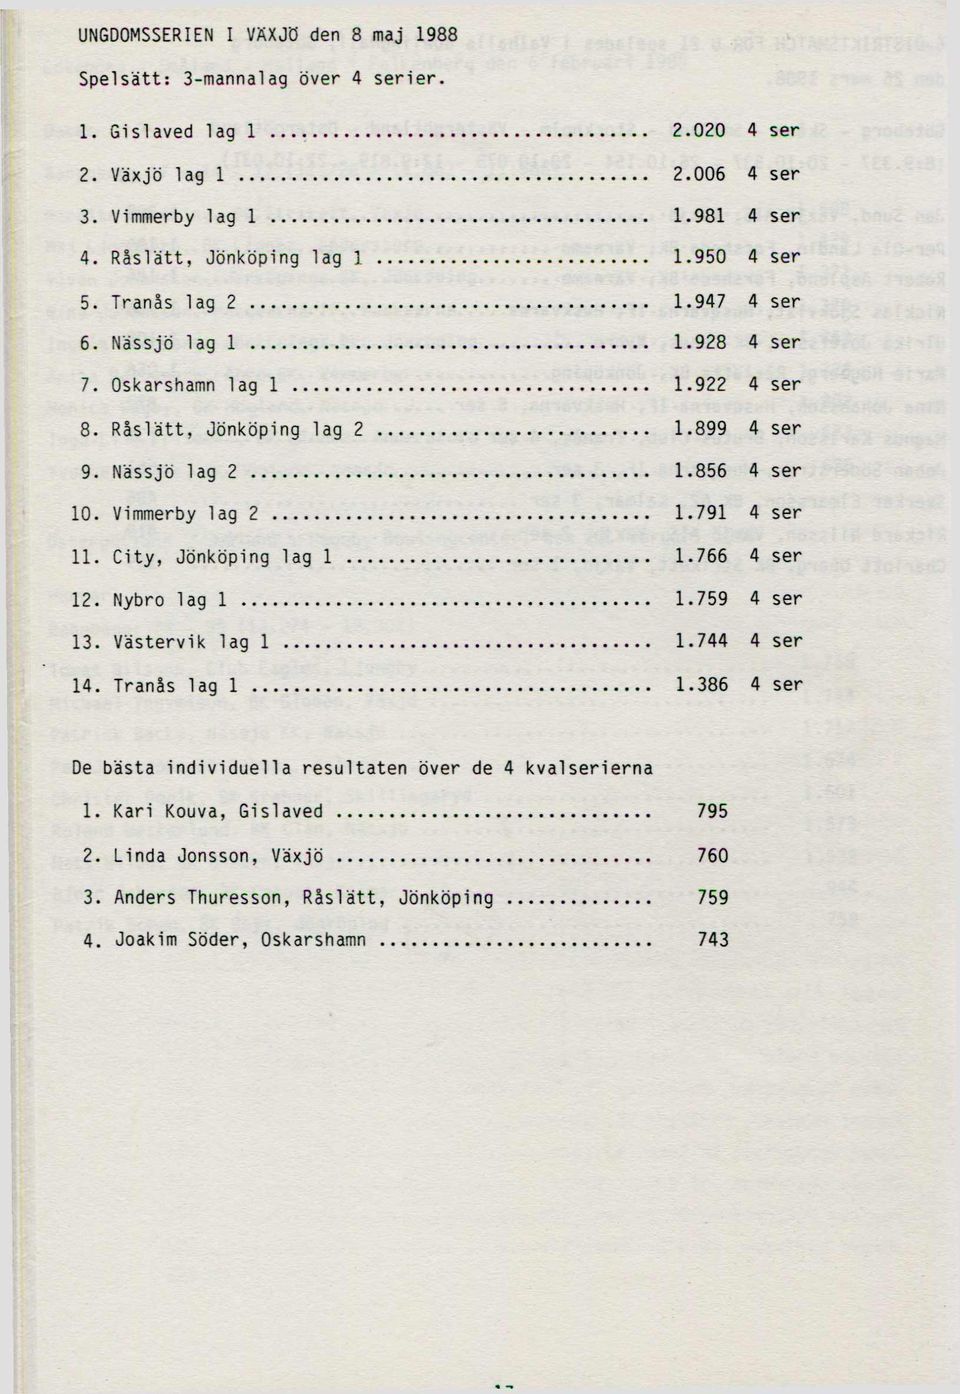 UNGDOMSSERIEN I VÄXJÖ den 8 maj 1988
Spelsätt: 3-mannalag över 4 serier.
1. Gislaved lag 1 .................................... 2.020 4 ser
2. Växjö lag 1 ....................................... 2.006 4 ser
3. Vimmerby lag 1 .................................... 1.981 4 ser
4. Råslätt, Jönköping lag 1 .......................... 1.950 4 ser
5. Tranås lag 2 ...................................... 1.947 4 ser
6. Nässjö lag 1 ...................................... 1.928 4 ser
7. Oskarshamn lag 1 .................................. 1.922 4 ser
8. Råslätt, Jönköping lag 2 .......................... 1.899 4 ser
9. Nässjö lag 2 ...................................... 1.856 4 ser
10. Vimmerby lag 2 .................................... 1.791 4 ser
11. City, Jönköping lag 1 ............................. 1.766 4 ser
12. Nybro lag 1 ....................................... 1.759 4 ser
13. Västervik lag 1 ................................... 1.744 4 ser
14. Tranås lag 1 ...................................... 1.386 4 ser
De bästa individuella resultaten över de 4 kvalserierna
1. Kari Kouva, Gislaved .............................. 795
2. Linda Jonsson, Växjö .............................. 760
3. Anders Thuresson, Råslätt, Jönköping .............. 759
4. Joakim Söder, Oskarshamn .......................... 743